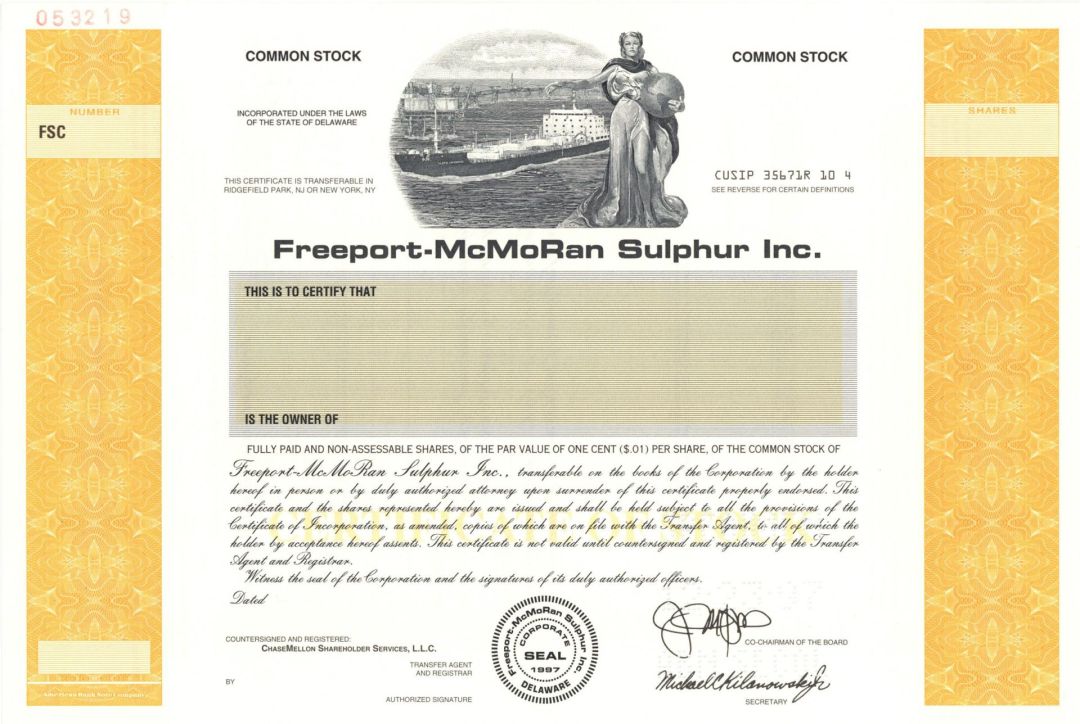 053219
COMMON STOCK
COMMON STOCK
NUMBER
FSC
SHARES
INCORPORATED UNDER THE LAWS
OF THE STATE OF DELAWARE
THIS CERTIFICATE IS TRANSFERABLE IN
RIDGEFIELD PARK, NJ OR NEW YORK, NY
CUSIP 35671R 10 4
SEE REVERSE FOR CERTAIN DEFINITIONS
Freeport-McMoRan Sulphur Inc.
THIS IS TO CERTIFY THAT
IS THE OWNER OF
FULLY PAID AND NON-ASSESSABLE SHARES, OF THE PAR VALUE OF ONE CENT ($.01) PER SHARE, OF THE COMMON STOCK OF
Freeport-McMoRan Sulphur Inc., transferable on the books of the Corporation by the holder
hereof in person or by duly authorized attorney upon surrender of this certificate properly endorsed. This
certificate and the shares represented hereby are issued and shall be held subject to all the provisions of the
Certificate of Incorporation, as amended, copies of which are on file with the Transfer Agent, to all of which the
holder by acceptance hereof assents. This certificate is not valid until countersigned and registered by the Transfer
Agent and Registrar.
Witness the seal of the Corporation and the signatures of its duly authorized officers.
Dated
CERTIFICATE OF STOCK
COUNTERSIGNED AND REGISTERED:
CHASEMELLON SHAREHOLDER SERVICES, L.L.C.
TRANSFER AGENT
AND REGISTRAR
BY
AUTHORIZED SIGNATURE
Freeport-McMoRan Sulphur Inc.
CORPORATE
SEAL
1997
DELAWARE
CO-CHAIRMAN OF THE BOARD
Michael C Kilanowski Jr
SECRETARY
American Bank Note Company